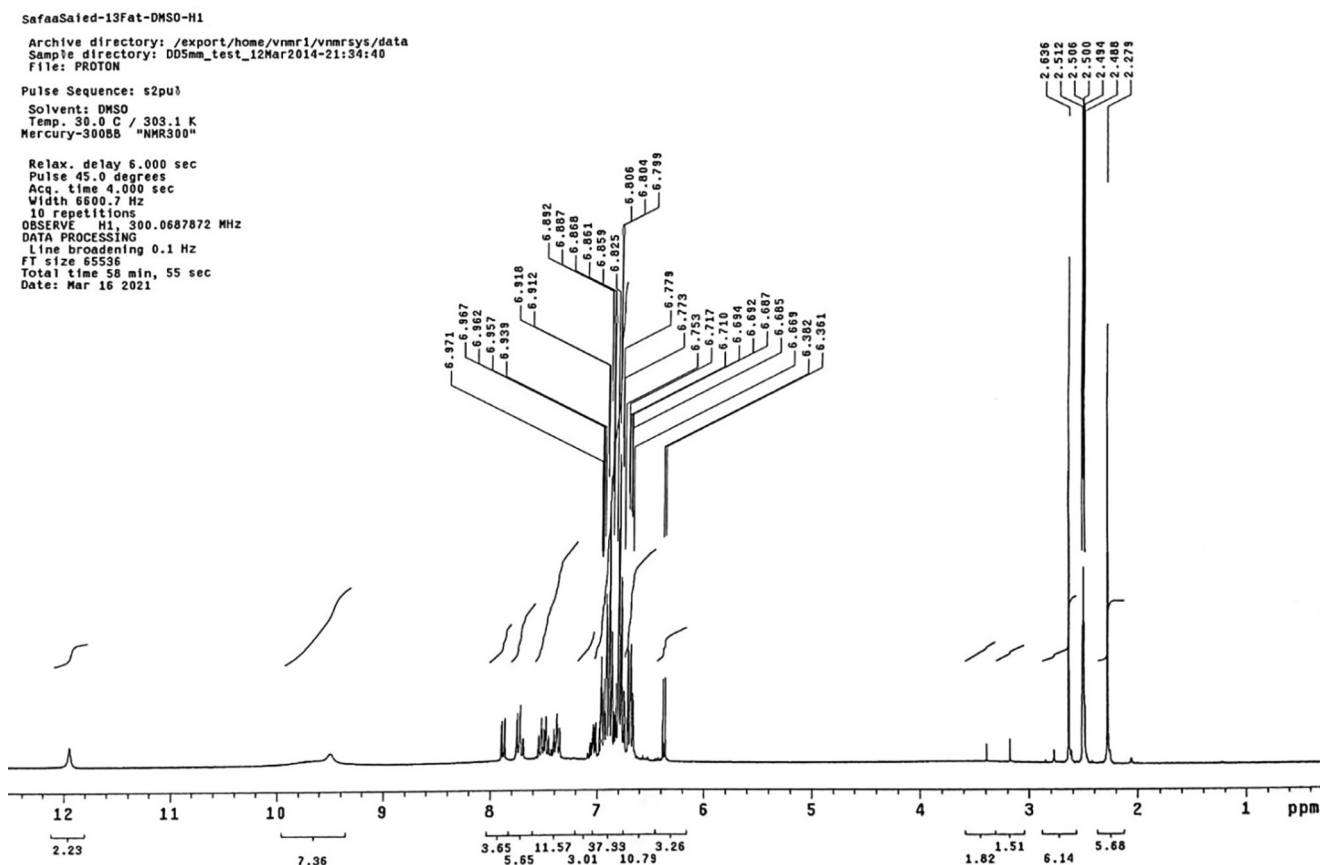 SafaaSaied-13Fat-DMSO-H1
Archive directory: /export/home/vnmr1/vnmrsys/data
Sample directory: DD5mm_test_12Mar2014-21:34:40
File: PROTON
Pulse Sequence: s2pul
Solvent: DMSO
Temp. 30.0 C / 303.1 K
Mercury-300BB "NMR300"
Relax. delay 6.000 sec
Pulse 45.0 degrees
Acq. time 4.000 sec
Width 6600.7 Hz
10 repetitions
OBSERVE H1, 300.0687872 MHz
DATA PROCESSING
Line broadening 0.1 Hz
FT size 65536
Total time 58 min, 55 sec
Date: Mar 16 2021
6.971
6.967
6.962
6.957
6.939
6.918
6.912
6.892
6.887
6.868
6.861
6.859
6.825
6.806
6.804
6.799
6.779
6.773
6.753
6.717
6.710
6.694
6.692
6.687
6.685
6.669
6.382
6.361
2.636
2.512
2.506
2.500
2.494
2.488
2.279
12 11 10 9 8 7 6 5 4 3 2 1 ppm
2.23 3.65 11.57 37.93 3.26 1.51 5.68
7.36 5.65 3.01 10.79 1.82 6.14